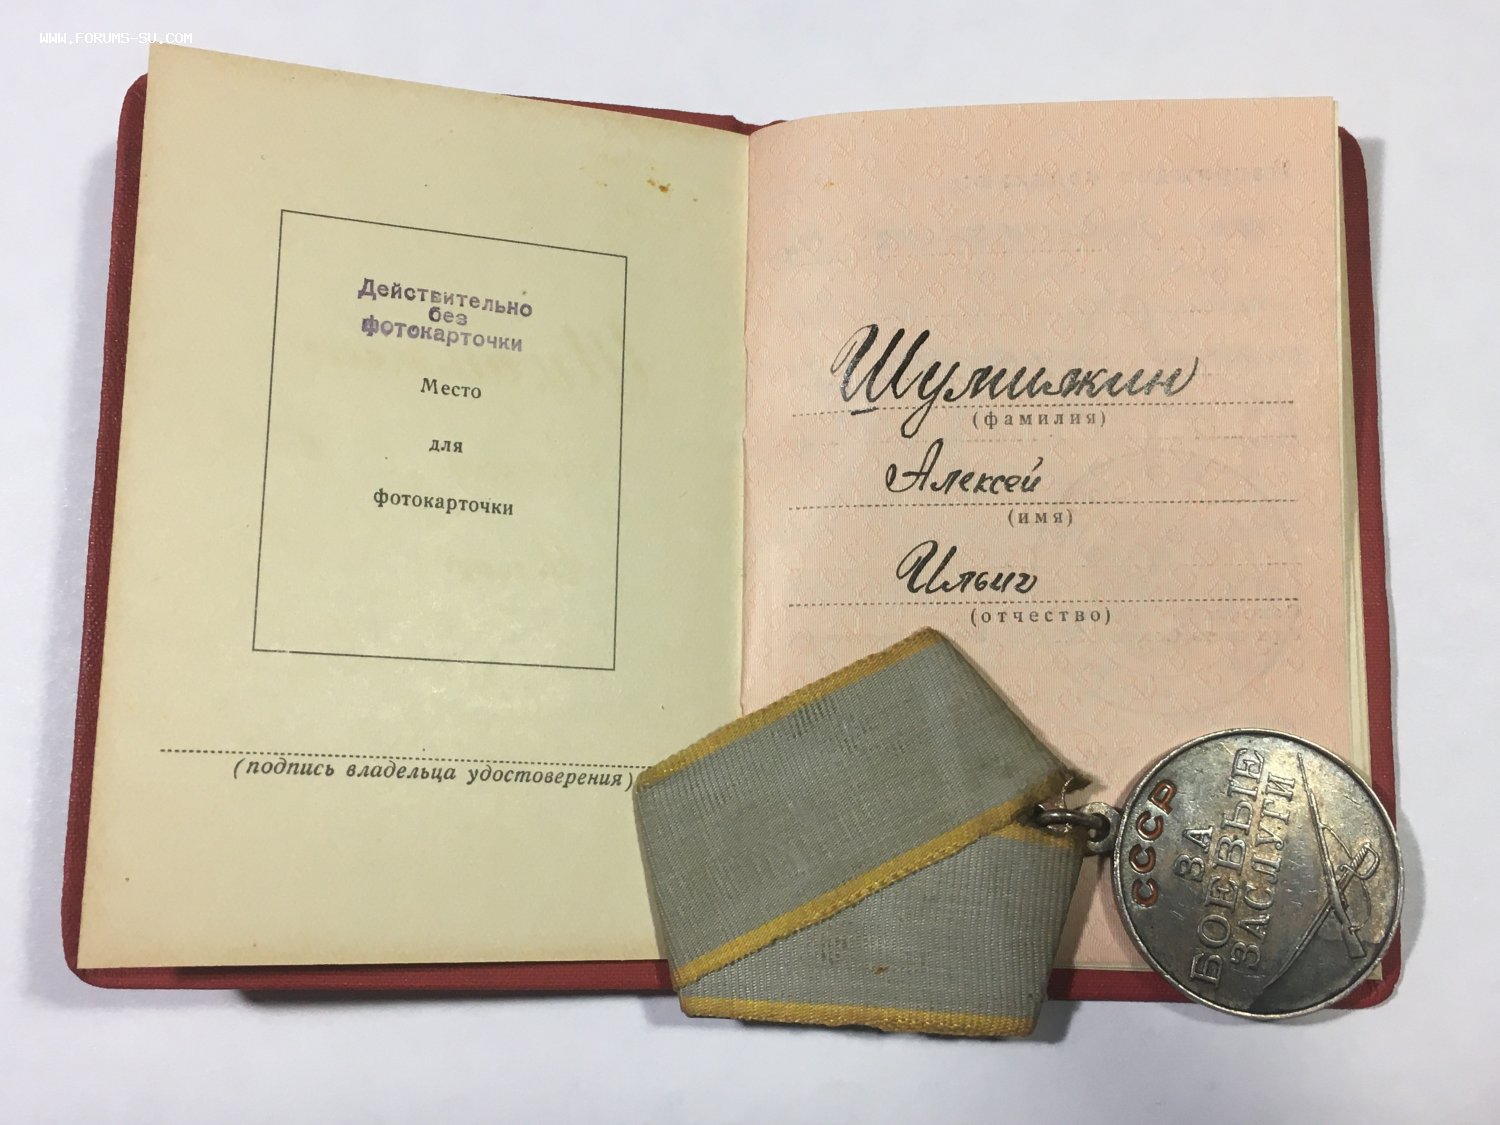 WWW.FORUMS-SU.COM
Действительно
без
фотокарточки
Место
для
фотокарточки
(подпись владельца удостоверения)
Шумилкин
(фамилия)
Алексей
(имя)
Ильич
(отчество)
СССР
ЗА
БОЕВЫЕ
ЗАСЛУГИ